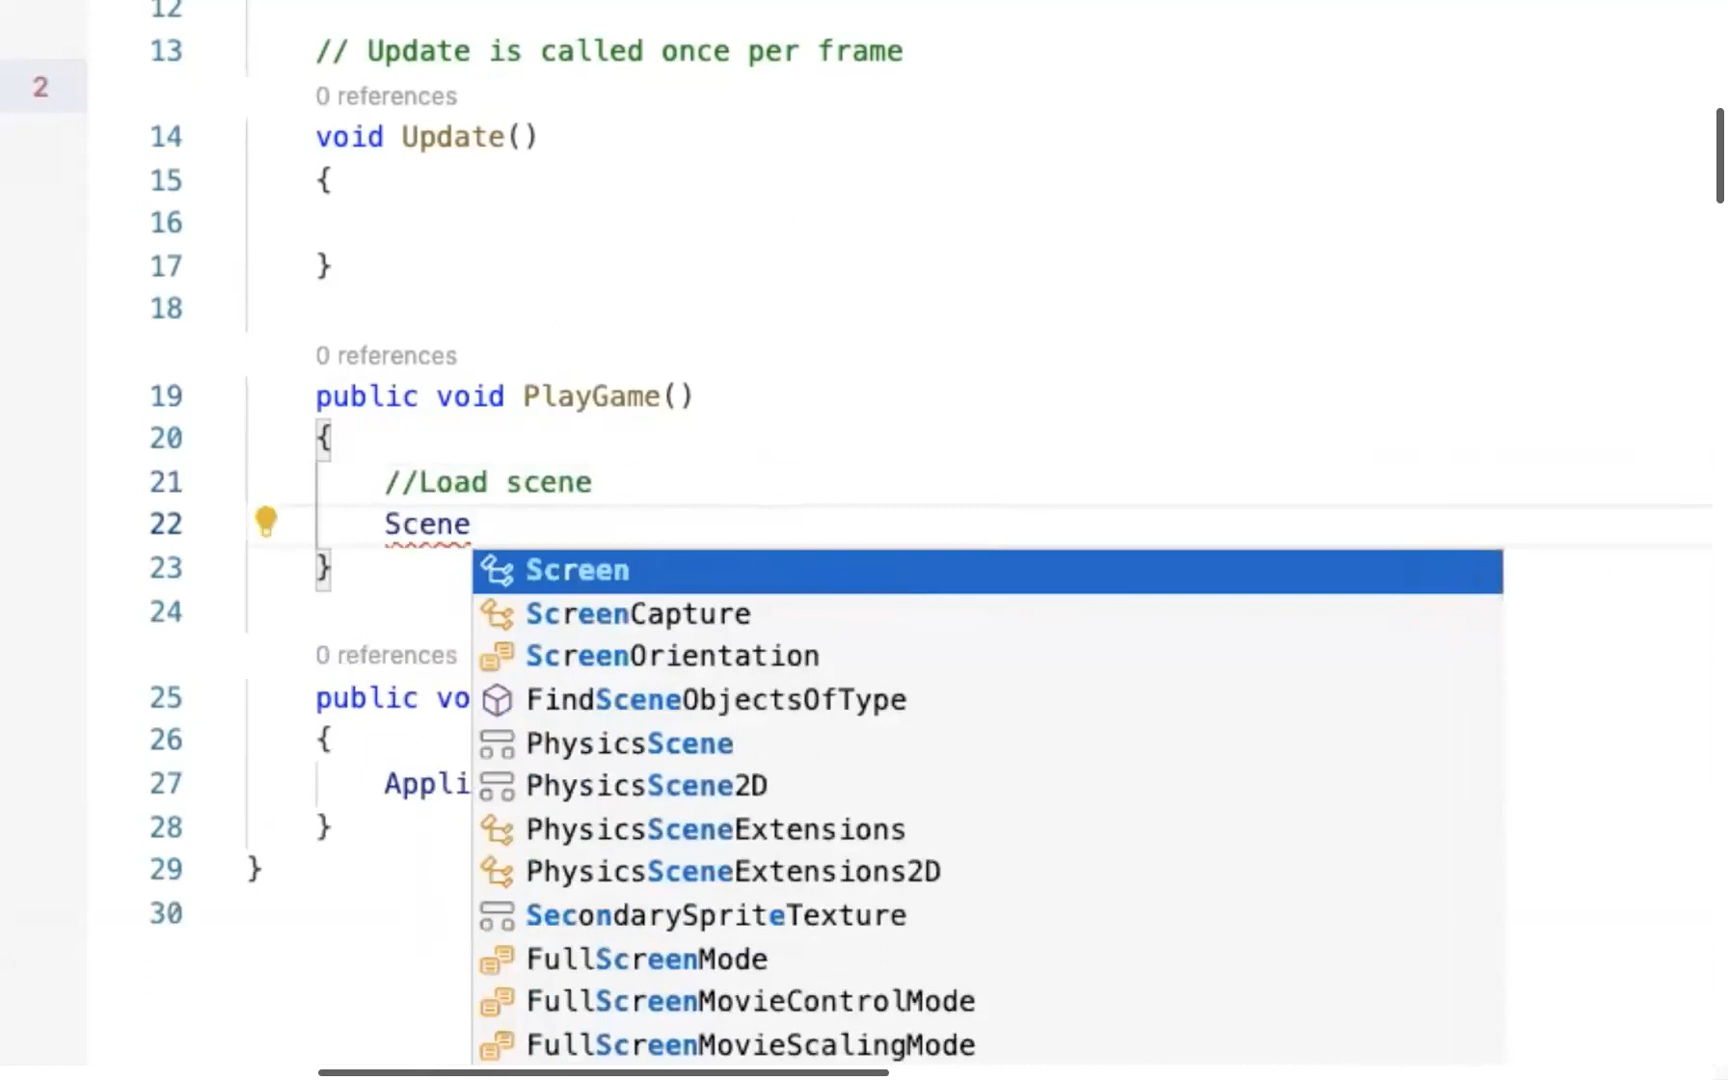 12
13 // Update is called once per frame
2
0 references
14 void Update()
15 {
16
17 }
18
0 references
19 public void PlayGame()
20 {
21 //Load scene
22 Scene
23 }
24
0 references
25 public vo
26 {
27 Appli
28 }
29 }
30
Screen
ScreenCapture
ScreenOrientation
FindSceneObjectsOfType
PhysicsScene
PhysicsScene2D
PhysicsSceneExtensions
PhysicsSceneExtensions2D
SecondarySpriteTexture
FullScreenMode
FullScreenMovieControlMode
FullScreenMovieScalingMode